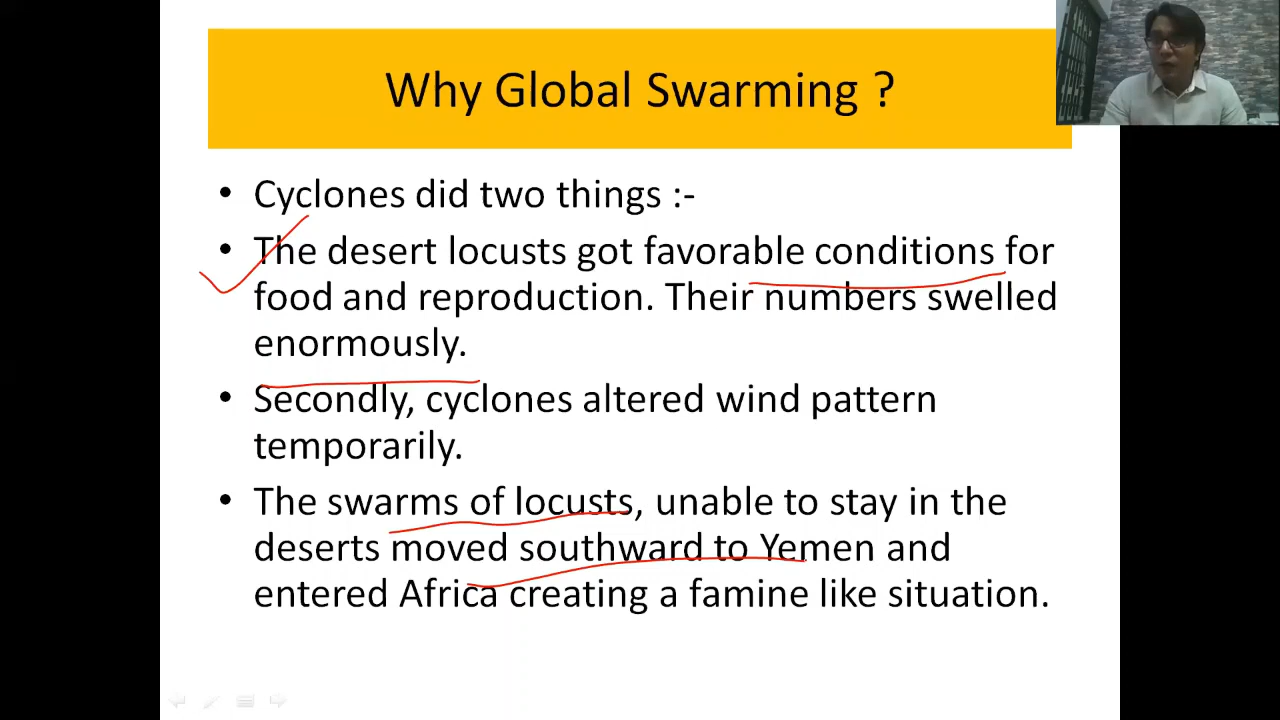 Why Global Swarming ?
• Cyclones did two things :-
• The desert locusts got favorable conditions for
food and reproduction. Their numbers swelled
enormously.
• Secondly, cyclones altered wind pattern
temporarily.
• The swarms of locusts, unable to stay in the
deserts moved southward to Yemen and
entered Africa creating a famine like situation.